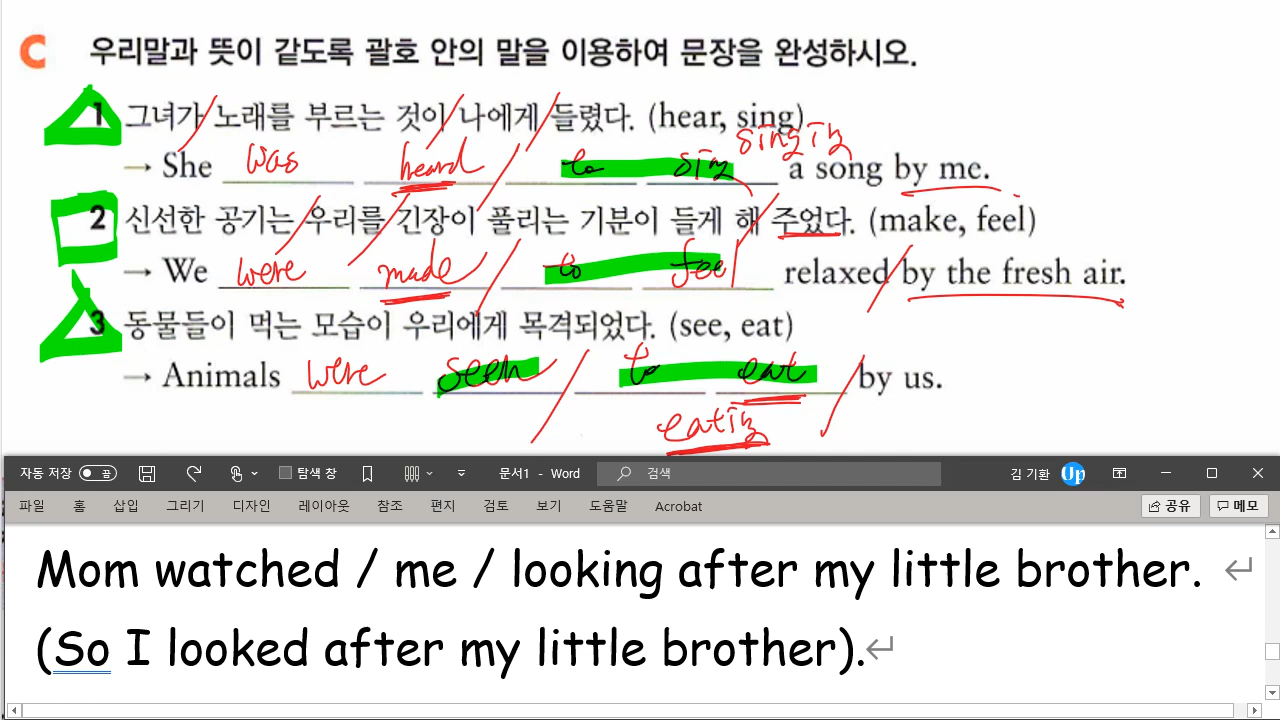 C 우리말과 뜻이 같도록 괄호 안의 말을 이용하여 문장을 완성하시오.
1 그녀가 노래를 부르는 것이 나에게 들렸다. (hear, sing)
singing
→ She was heard to sing a song by me.
2 신선한 공기는 우리를 긴장이 풀리는 기분이 들게 해 주었다. (make, feel)
→ We were made to feel relaxed by the fresh air.
3 동물들이 먹는 모습이 우리에게 목격되었다. (see, eat)
→ Animals were seen to eat by us.
eating
자동 저장 끔 탐색 창 문서1 - Word 검색 김 기환 Up
파일 홈 삽입 그리기 디자인 레이아웃 참조 편지 검토 보기 도움말 Acrobat 공유 메모
Mom watched / me / looking after my little brother.
(So I looked after my little brother).